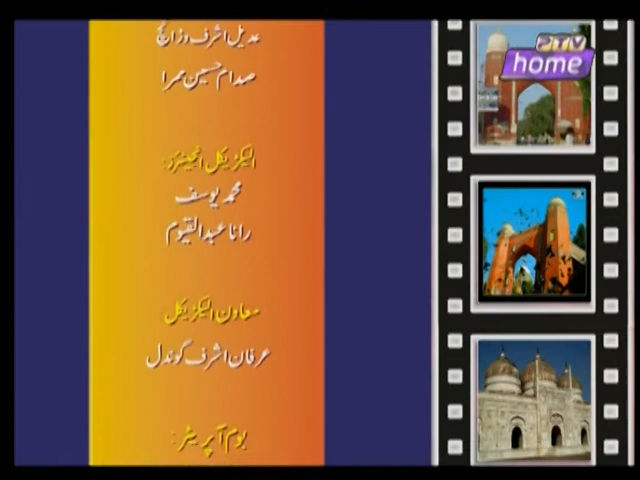 عدیل اشرف وڑائچ
صدام حسین عمرا
الیکٹریکل انجینئرز:
محمد یوسف
رانا عبدالقیوم
معاون الیکٹریکل
عرفان اشرف گوندل
بوم آپریٹر:
PTV
home